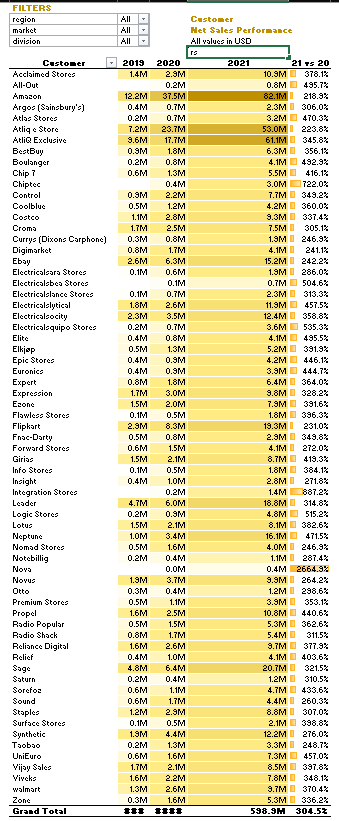 FILTERS
region All Customer
market All Net Sales Performance
division All All values in USD
rs
Customer 2019 2020 2021 21 vs 20
Acclaimed Stores 1.4M 2.9M 10.9M 378.1%
All-Out 0.2M 0.8M 495.7%
Amazon 12.2M 37.5M 82.1M 218.9%
Argos (Sainsbury's) 0.4M 0.7M 2.3M 306.0%
Atlas Stores 0.2M 0.7M 3.2M 470.3%
Atliq e Store 7.2M 23.7M 53.0M 223.8%
AtliQ Exclusive 9.6M 17.7M 61.1M 345.8%
BestBuy 0.9M 1.8M 6.3M 356.1%
Boulanger 0.2M 0.8M 4.1M 492.9%
Chip 7 0.6M 1.3M 5.5M 416.1%
Chiptec 0.4M 3.0M 722.0%
Control 0.9M 2.2M 7.7M 349.2%
Coolblue 0.5M 1.2M 4.2M 360.0%
Costco 1.1M 2.8M 9.3M 337.4%
Croma 1.7M 2.5M 7.5M 305.1%
Currys (Dixons Carphone) 0.3M 0.8M 1.9M 246.9%
Digimarket 0.8M 1.7M 4.1M 241.1%
Ebay 2.6M 6.3M 15.2M 242.2%
Electricalsara Stores 0.1M 0.6M 1.9M 286.0%
Electricalsbea Stores 0.1M 0.7M 504.6%
Electricalslance Stores 0.1M 0.7M 2.3M 313.3%
Electricalslytical 1.8M 2.6M 11.9M 457.5%
Electricalsocity 2.3M 3.5M 12.4M 358.8%
Electricalsquipo Stores 0.2M 0.7M 3.6M 535.3%
Elite 0.4M 0.8M 4.1M 495.5%
Elkjøp 0.5M 1.3M 5.2M 391.9%
Epic Stores 0.4M 0.9M 4.2M 446.1%
Euronics 0.4M 0.9M 3.9M 444.7%
Expert 0.8M 1.8M 6.4M 364.0%
Expression 1.7M 3.0M 9.8M 328.2%
Ezone 1.5M 2.0M 7.9M 391.6%
Flawless Stores 0.1M 0.5M 1.8M 396.3%
Flipkart 2.9M 8.3M 19.3M 231.0%
Fnac-Darty 0.5M 0.8M 2.9M 349.8%
Forward Stores 0.6M 1.5M 4.1M 272.0%
Girias 1.5M 2.1M 8.7M 419.3%
Info Stores 0.1M 0.5M 1.8M 384.1%
Insight 0.4M 1.0M 2.8M 271.8%
Integration Stores 0.2M 1.4M 887.2%
Leader 4.7M 6.0M 18.8M 314.8%
Logic Stores 0.2M 0.9M 4.8M 515.2%
Lotus 1.5M 2.1M 8.1M 382.6%
Neptune 1.0M 3.4M 16.1M 471.5%
Nomad Stores 0.5M 1.6M 4.0M 246.9%
Notebillig 0.2M 0.4M 1.1M 287.4%
Nova 0.0M 0.4M 2664.9%
Novus 1.9M 3.7M 9.9M 264.2%
Otto 0.3M 0.4M 1.2M 298.6%
Premium Stores 0.5M 1.1M 3.9M 353.1%
Propel 1.6M 2.5M 10.8M 440.6%
Radio Popular 0.5M 1.5M 5.3M 362.6%
Radio Shack 0.8M 1.7M 5.4M 311.5%
Reliance Digital 1.6M 2.6M 9.7M 377.9%
Relief 0.4M 1.0M 4.1M 403.6%
Sage 4.8M 6.4M 20.7M 321.5%
Saturn 0.2M 0.4M 1.2M 310.5%
Sorefoz 0.6M 1.1M 4.7M 433.6%
Sound 0.6M 1.7M 4.4M 260.3%
Staples 1.2M 2.9M 8.8M 307.0%
Surface Stores 0.1M 0.5M 2.1M 398.8%
Synthetic 1.9M 4.4M 12.2M 276.0%
Taobao 0.2M 1.3M 3.3M 248.7%
UniEuro 0.6M 1.6M 7.3M 457.0%
Vijay Sales 1.7M 2.1M 8.5M 397.8%
Viveks 1.6M 2.2M 7.8M 348.1%
walmart 1.3M 2.6M 9.7M 370.4%
Zone 0.3M 1.6M 5.3M 336.2%
Grand Total ### #### 598.9M 304.5%